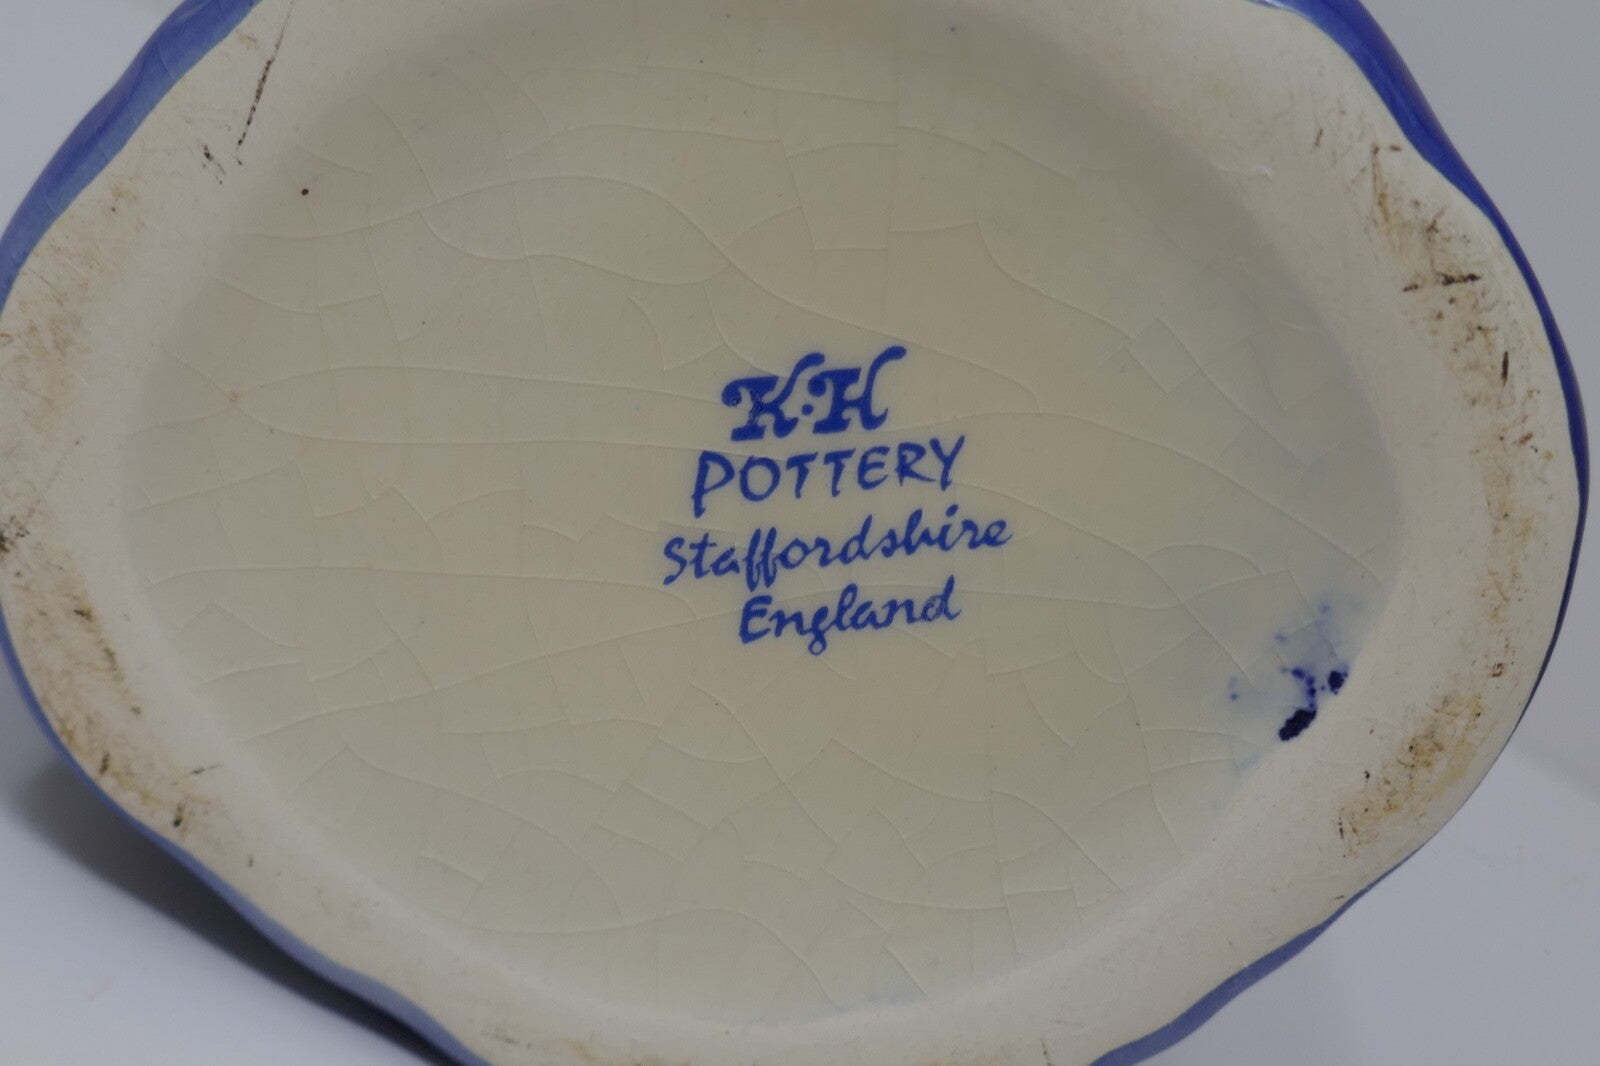 K·H
POTTERY
Staffordshire
England